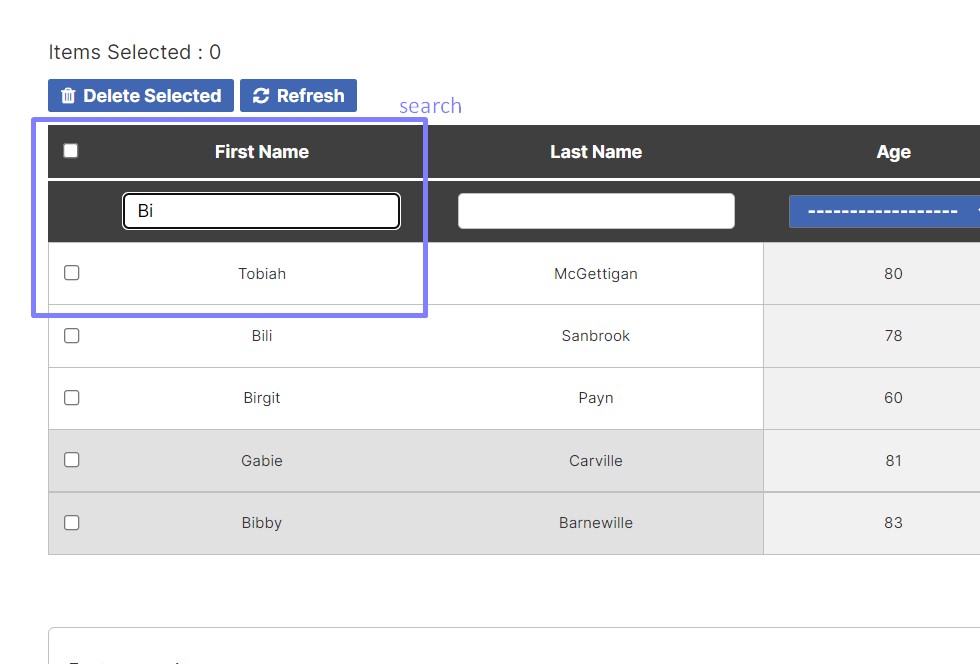 Items Selected : 0
Delete Selected Refresh
search
First Name Last Name Age
Bi -------------------
Tobiah McGettigan 80
Bili Sanbrook 78
Birgit Payn 60
Gabie Carville 81
Bibby Barnewille 83